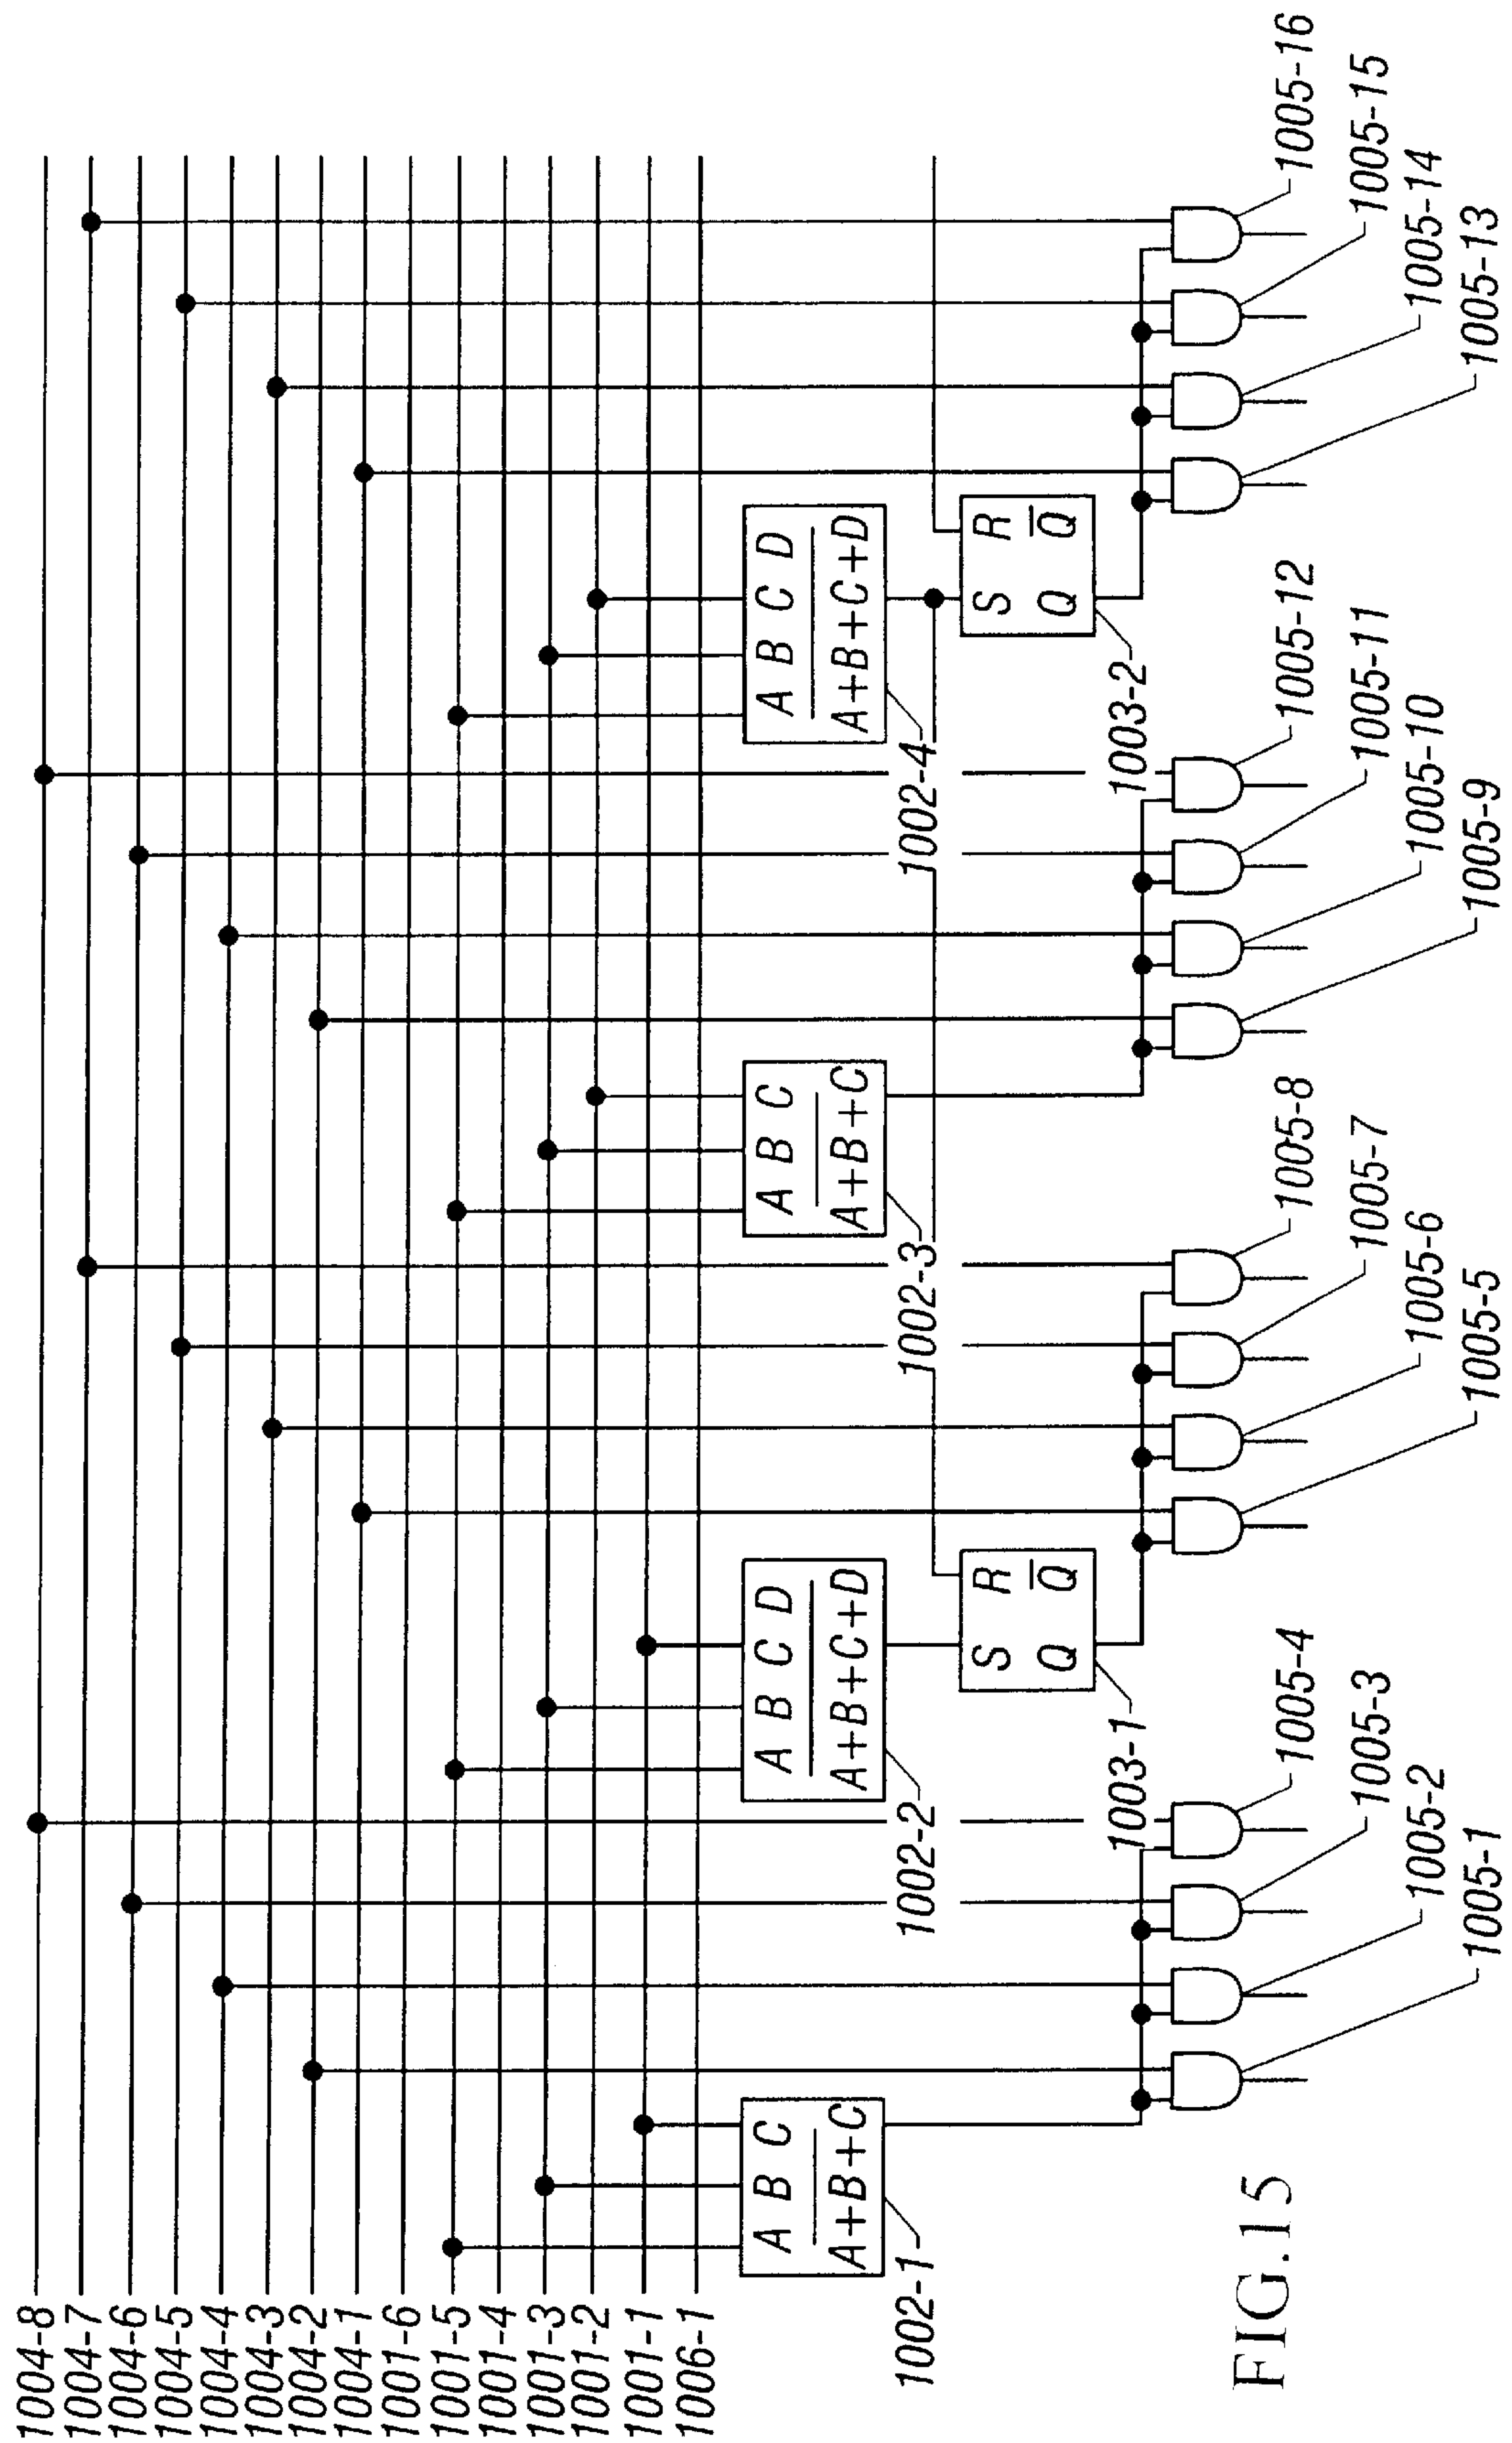 1004-8
1004-7
1004-6
1004-5
1004-4
1004-3
1004-2
1004-1
1001-6
1001-5
1001-4
1001-3
1001-2
1001-1
1006-1
A B C
A+B+C
1002-1
A B C D
A+B+C+D
1002-2
S R
Q Q
1003-1
A B C
A+B+C
1002-3
A B C D
A+B+C+D
1002-4
S R
Q Q
1003-2
1005-1
1005-2
1005-3
1005-4
1005-5
1005-6
1005-7
1005-8
1005-9
1005-10
1005-11
1005-12
1005-13
1005-14
1005-15
1005-16
FIG.15